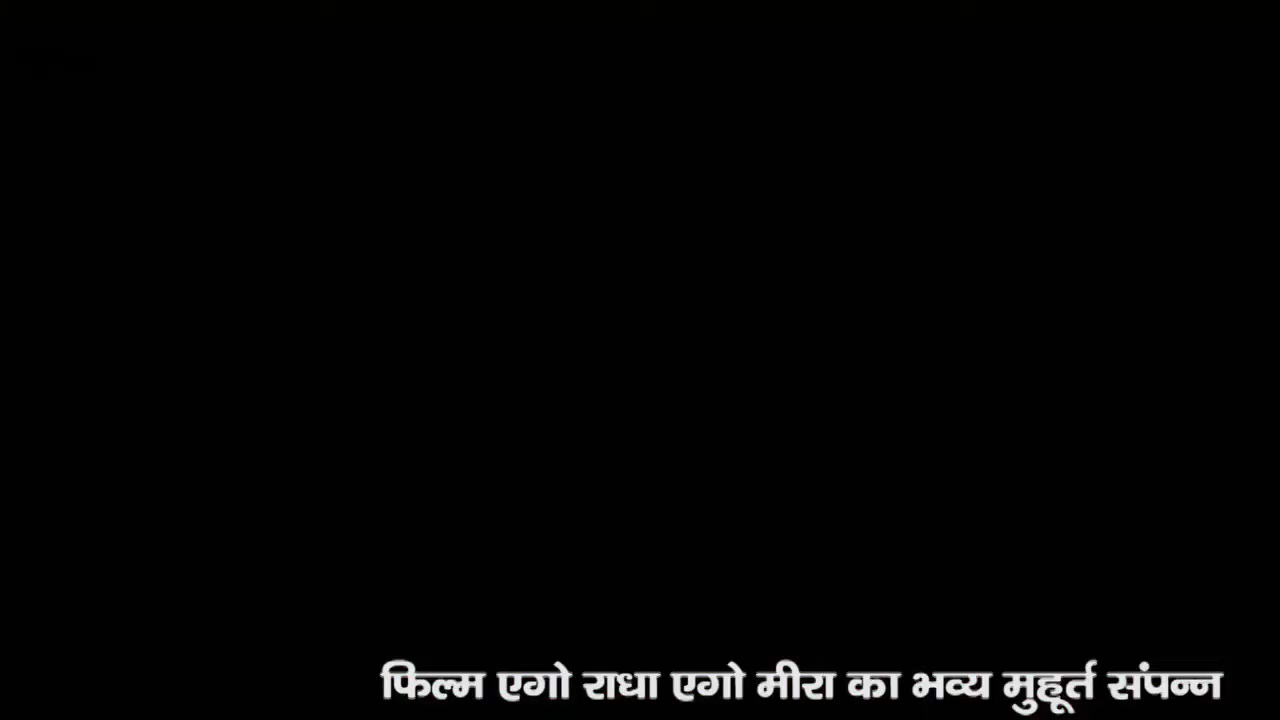 फिल्म एगो राधा एगो मीरा का भव्य मुहूर्त संपन्न